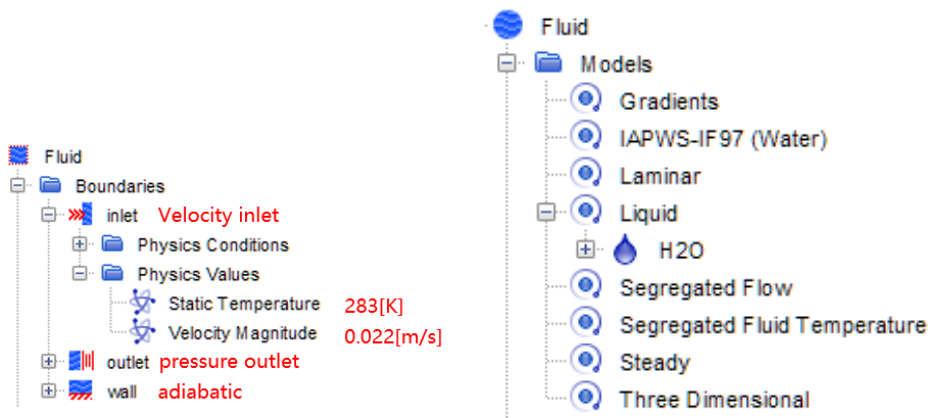 Fluid
Boundaries
inlet Velocity inlet
Physics Conditions
Physics Values
Static Temperature 283[K]
Velocity Magnitude 0.022[m/s]
outlet pressure outlet
wall adiabatic
Fluid
Models
Gradients
IAPWS-IF97 (Water)
Laminar
Liquid
H2O
Segregated Flow
Segregated Fluid Temperature
Steady
Three Dimensional